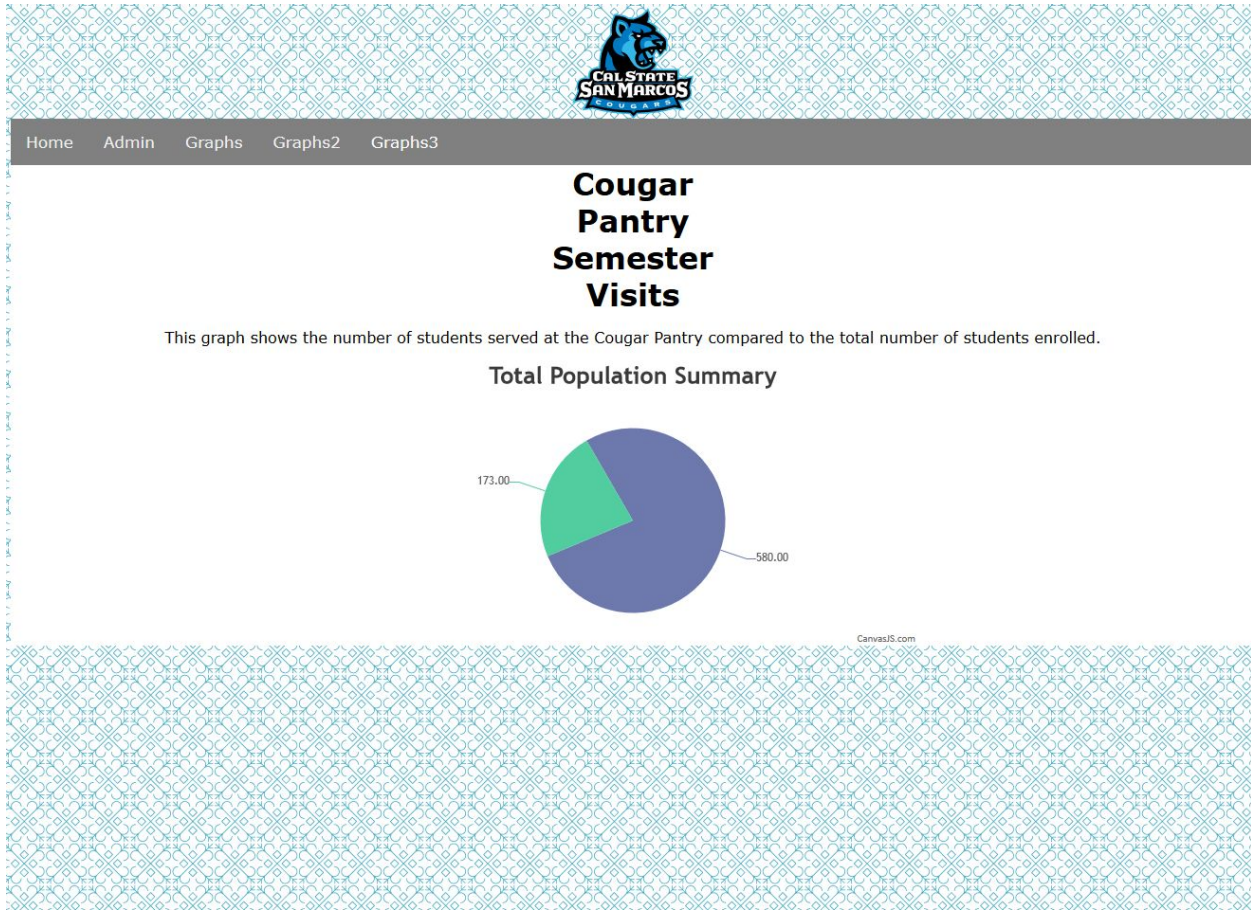 CAL STATE
SAN MARCOS
COUGARS
Home Admin Graphs Graphs2 Graphs3
Cougar
Pantry
Semester
Visits
This graph shows the number of students served at the Cougar Pantry compared to the total number of students enrolled.
Total Population Summary
173.00
580.00
CanvasJS.com